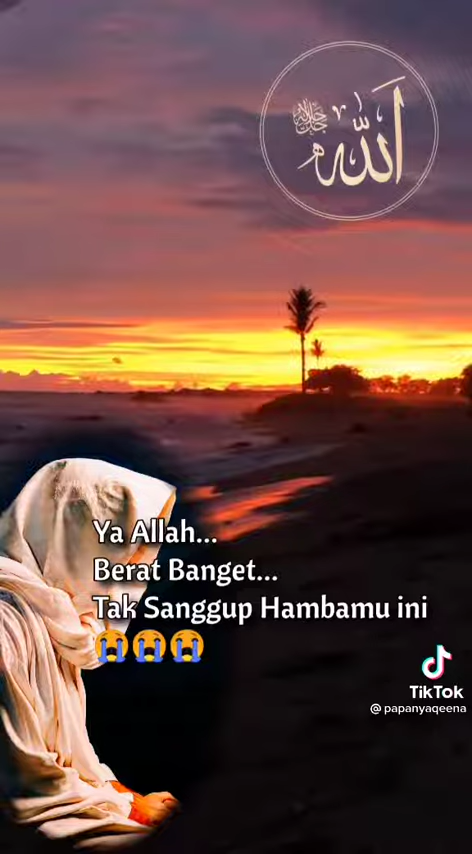 الله جل جلاله
Ya Allah...
Berat Banget...
Tak Sanggup Hambamu ini
😭😭😭
TikTok
@papanyaqeena